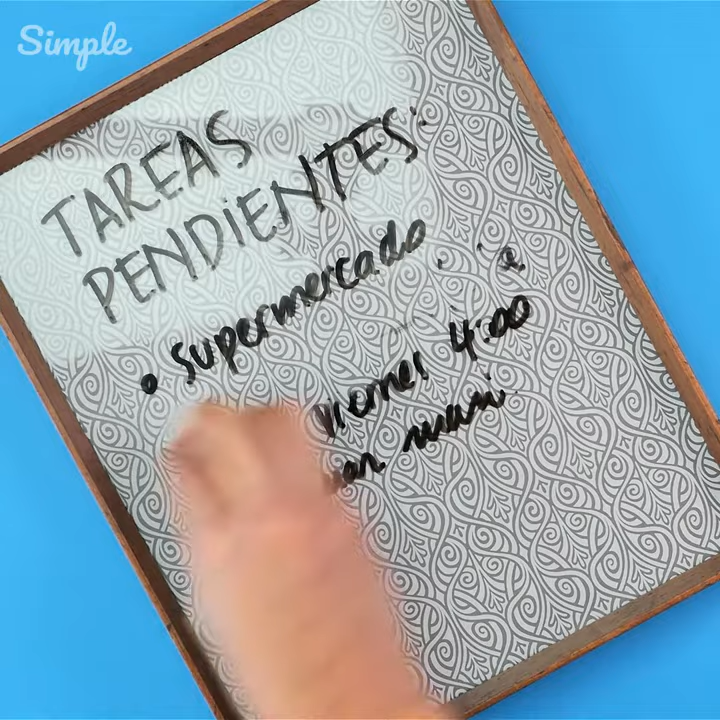 Simple
TAREAS
PENDIENTES:
• supermercado
viernes 4:00